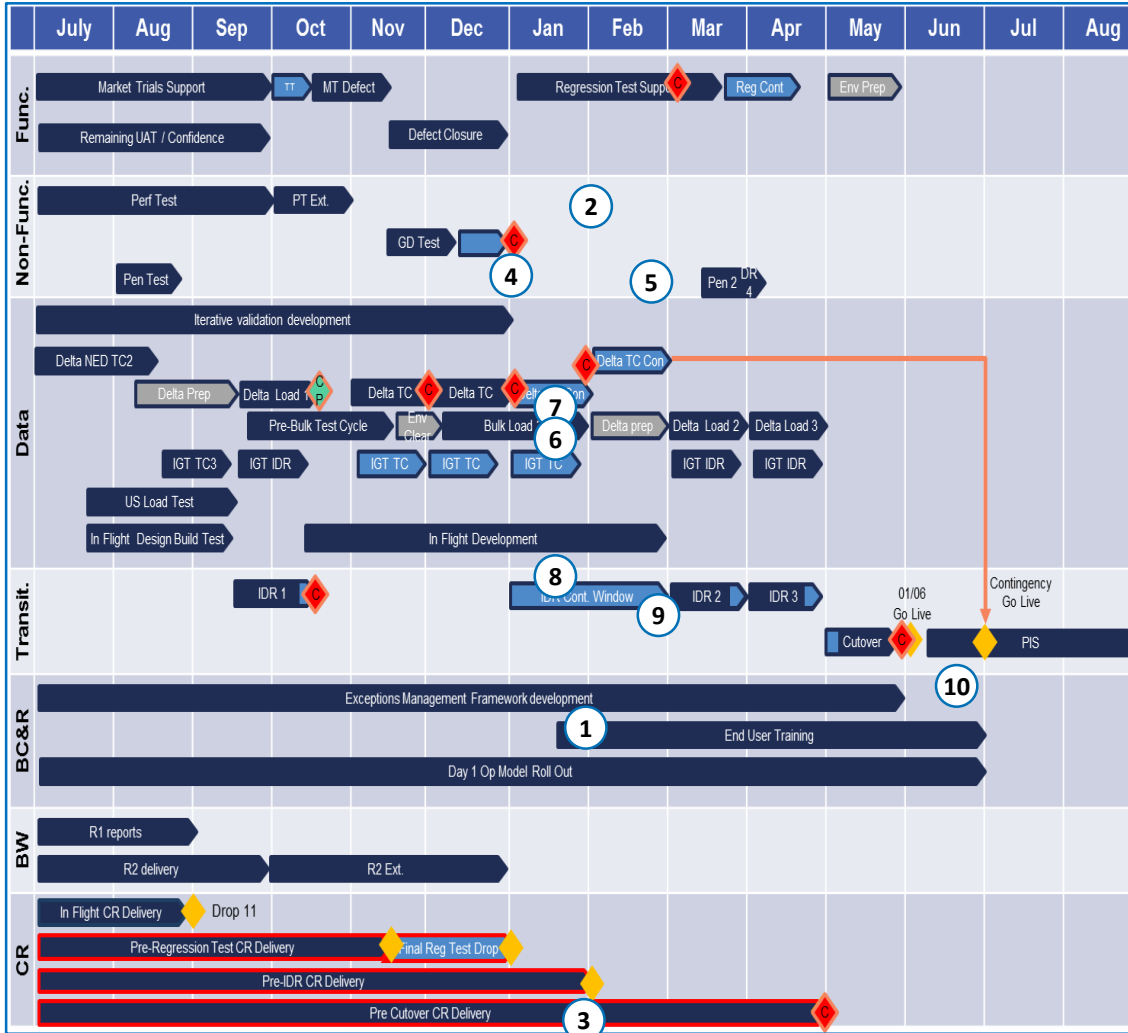 July Aug Sep Oct Nov Dec Jan Feb Mar Apr May Jun Jul Aug
Func.
Market Trials Support TT MT Defect Regression Test Supp C Reg Cont Env Prep
Remaining UAT / Confidence Defect Closure
Non-Func.
Perf Test PT Ext. 2
GD Test C
4
Pen Test 5 Pen 2 DR
4
Data
Iterative validation development
Delta NED TC2 C Delta TC Con
Delta Prep Delta Load 1 C
P
Delta TC C Delta TC C
7
Pre-Bulk Test Cycle Env
Clear
Bulk Load Delta prep Delta Load 2 Delta Load 3
6
IGT TC3 IGT IDR IGT TC IGT TC IGT TC IGT IDR IGT IDR
US Load Test
In Flight Design Build Test In Flight Development
Transit.
8
IDR 1 C IDR Cont. Window IDR 2 IDR 3
9
01/06
Go Live
Contingency
Go Live
Cutover C PIS
10
BC&R
Exceptions Management Framework development
1 End User Training
Day 1 Op Model Roll Out
BW
R1 reports
R2 delivery R2 Ext.
CR
In Flight CR Delivery Drop 11
Pre-Regression Test CR Delivery Final Reg Test Drop
Pre-IDR CR Delivery
Pre Cutover CR Delivery C
3